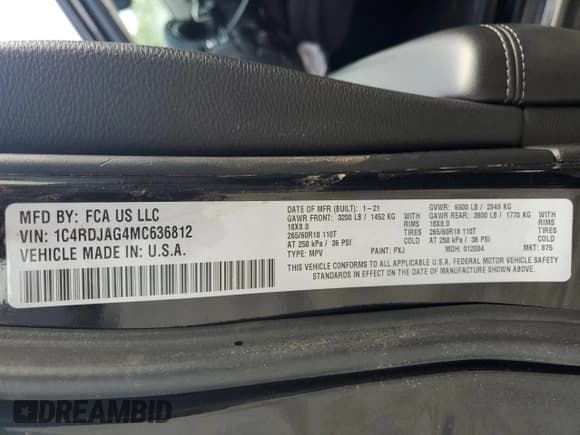 MFD BY: FCA US LLC
VIN: 1C4RDJAG4MC636812
VEHICLE MADE IN: U.S.A.
DATE OF MFR (BUILT): 1-21
GAWR FRONT: 3200 LB / 1452 KG WITH
18X8.0 RIMS
265/60R18 110T TIRES
AT 250 kPa / 36 PSI COLD
TYPE: MPV PAINT: PXJ
GVWR: 6500 LB / 2949 KG
GAWR REAR: 3900 LB / 1770 KG WITH
18X8.0 RIMS
265/60R18 110T TIRES
AT 250 kPa / 36 PSI COLD
MDH: 012004 MKT: 875
THIS VEHICLE CONFORMS TO ALL APPLICABLE U.S.A. FEDERAL MOTOR VEHICLE SAFETY
STANDARDS IN EFFECT ON THE DATE OF MANUFACTURE SHOWN ABOVE.
DREAMBID